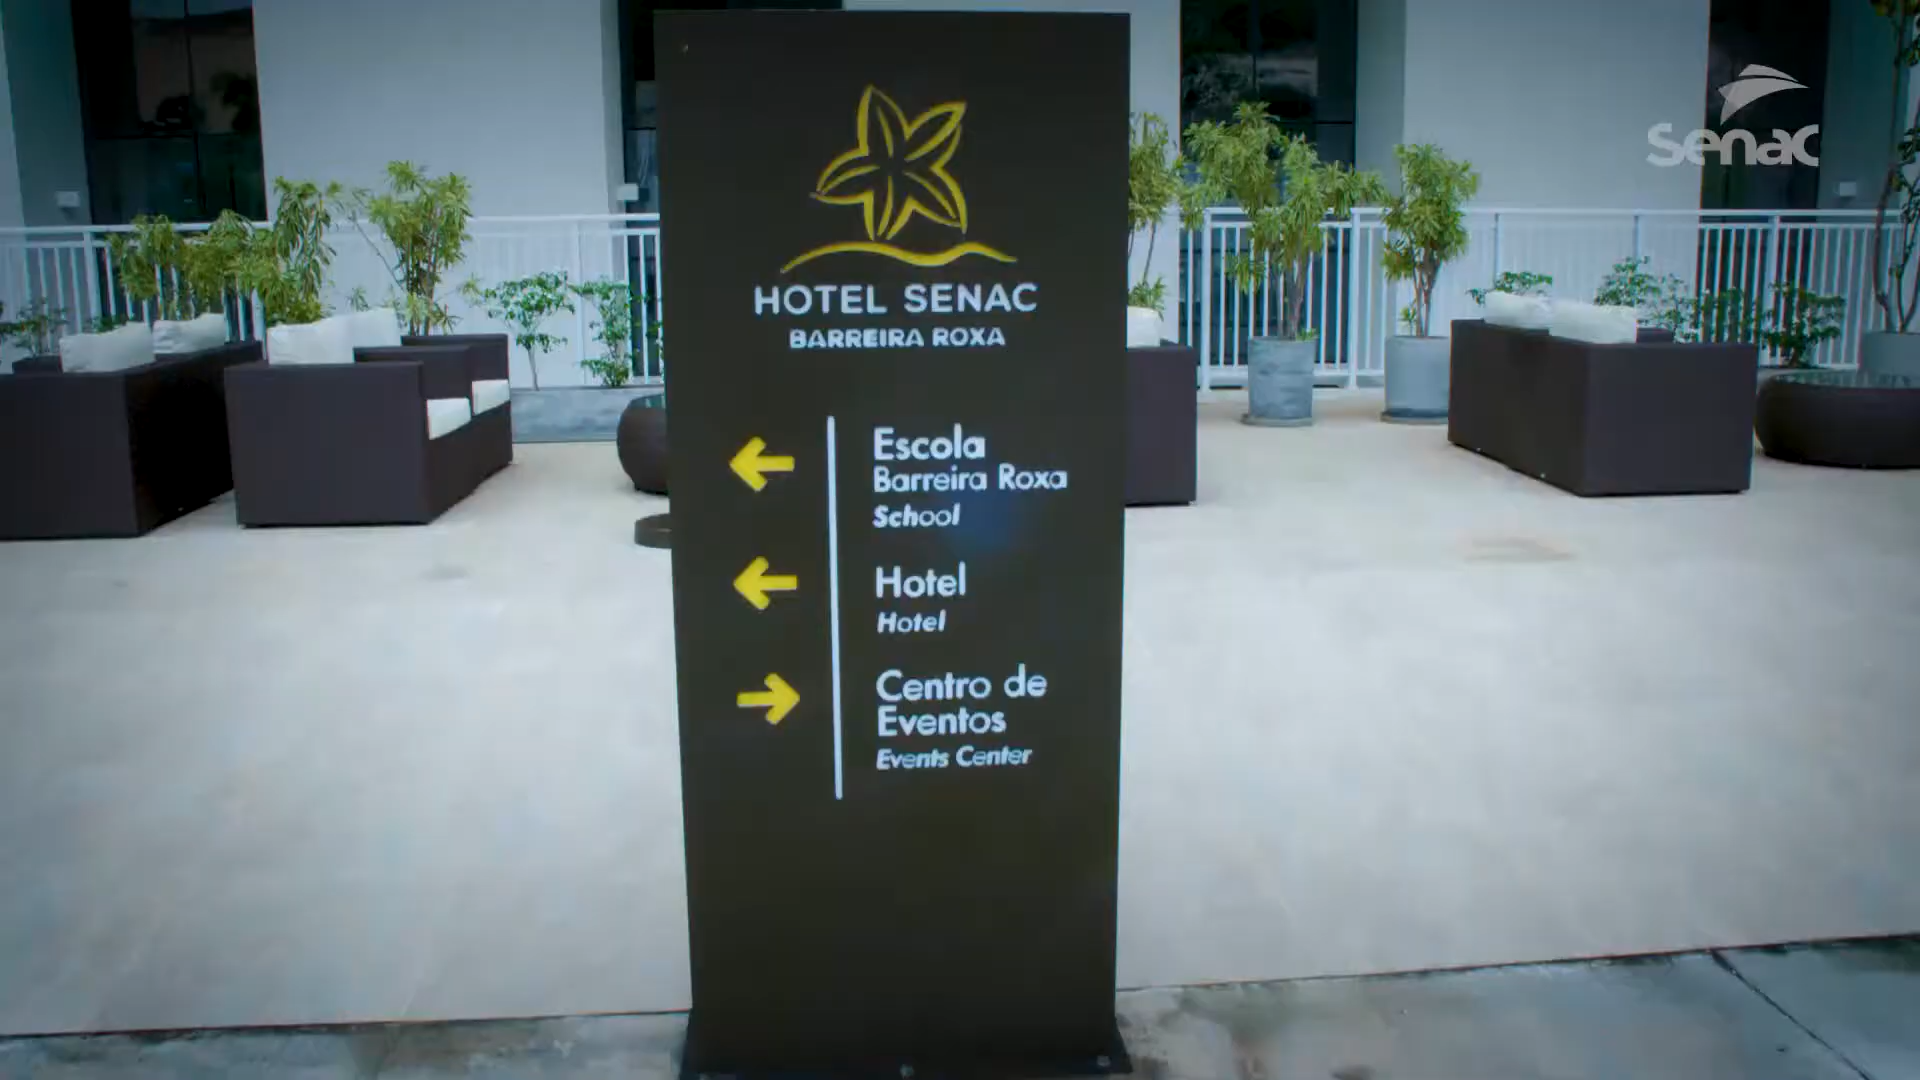 senac
HOTEL SENAC
BARREIRA ROXA
Escola
Barreira Roxa
School
Hotel
Hotel
Centro de
Eventos
Events Center